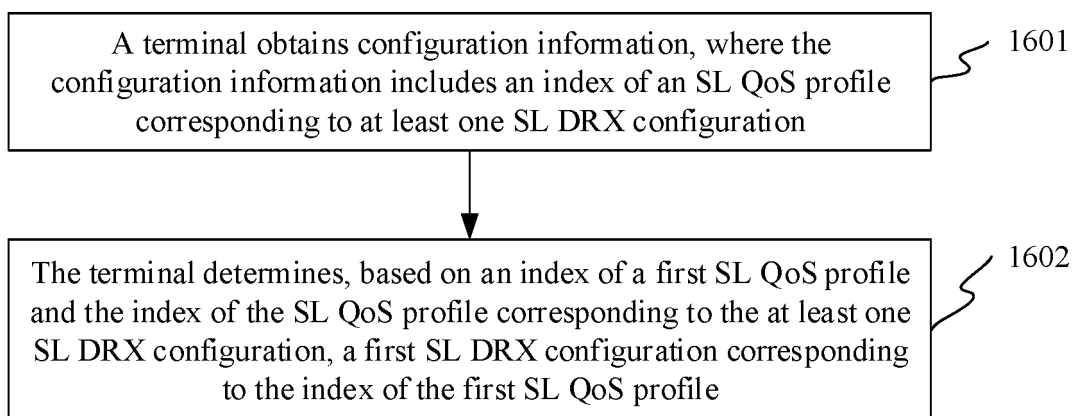 A terminal obtains configuration information, where the
configuration information includes an index of an SL QoS profile
corresponding to at least one SL DRX configuration
1601
The terminal determines, based on an index of a first SL QoS profile
and the index of the SL QoS profile corresponding to the at least one
SL DRX configuration, a first SL DRX configuration corresponding
to the index of the first SL QoS profile
1602